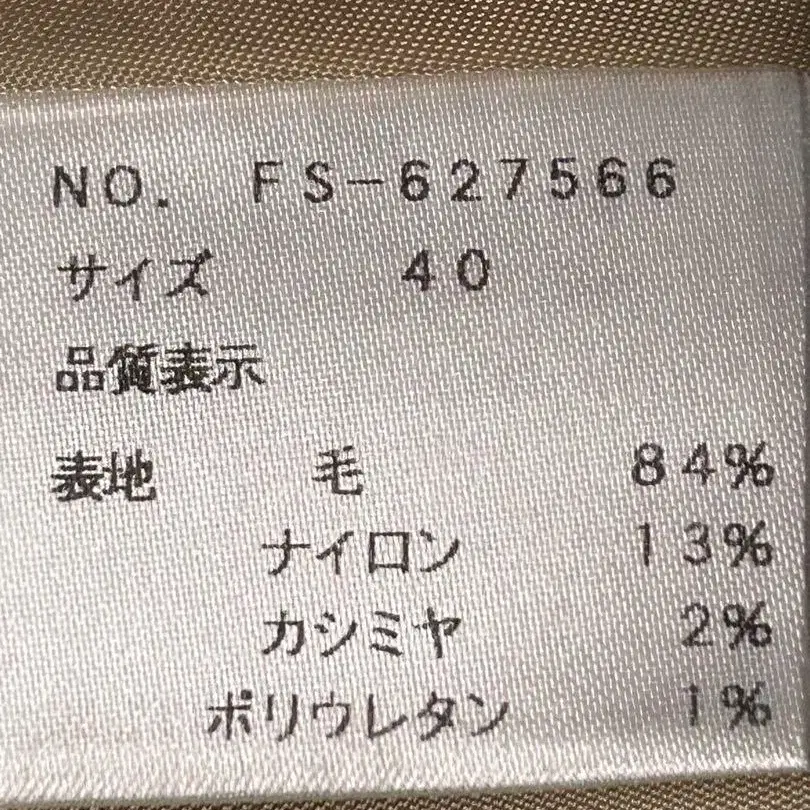 NO. FS-627566
サイズ 40
品質表示
表地 毛 84%
ナイロン 13%
カシミヤ 2%
ポリウレタン 1%